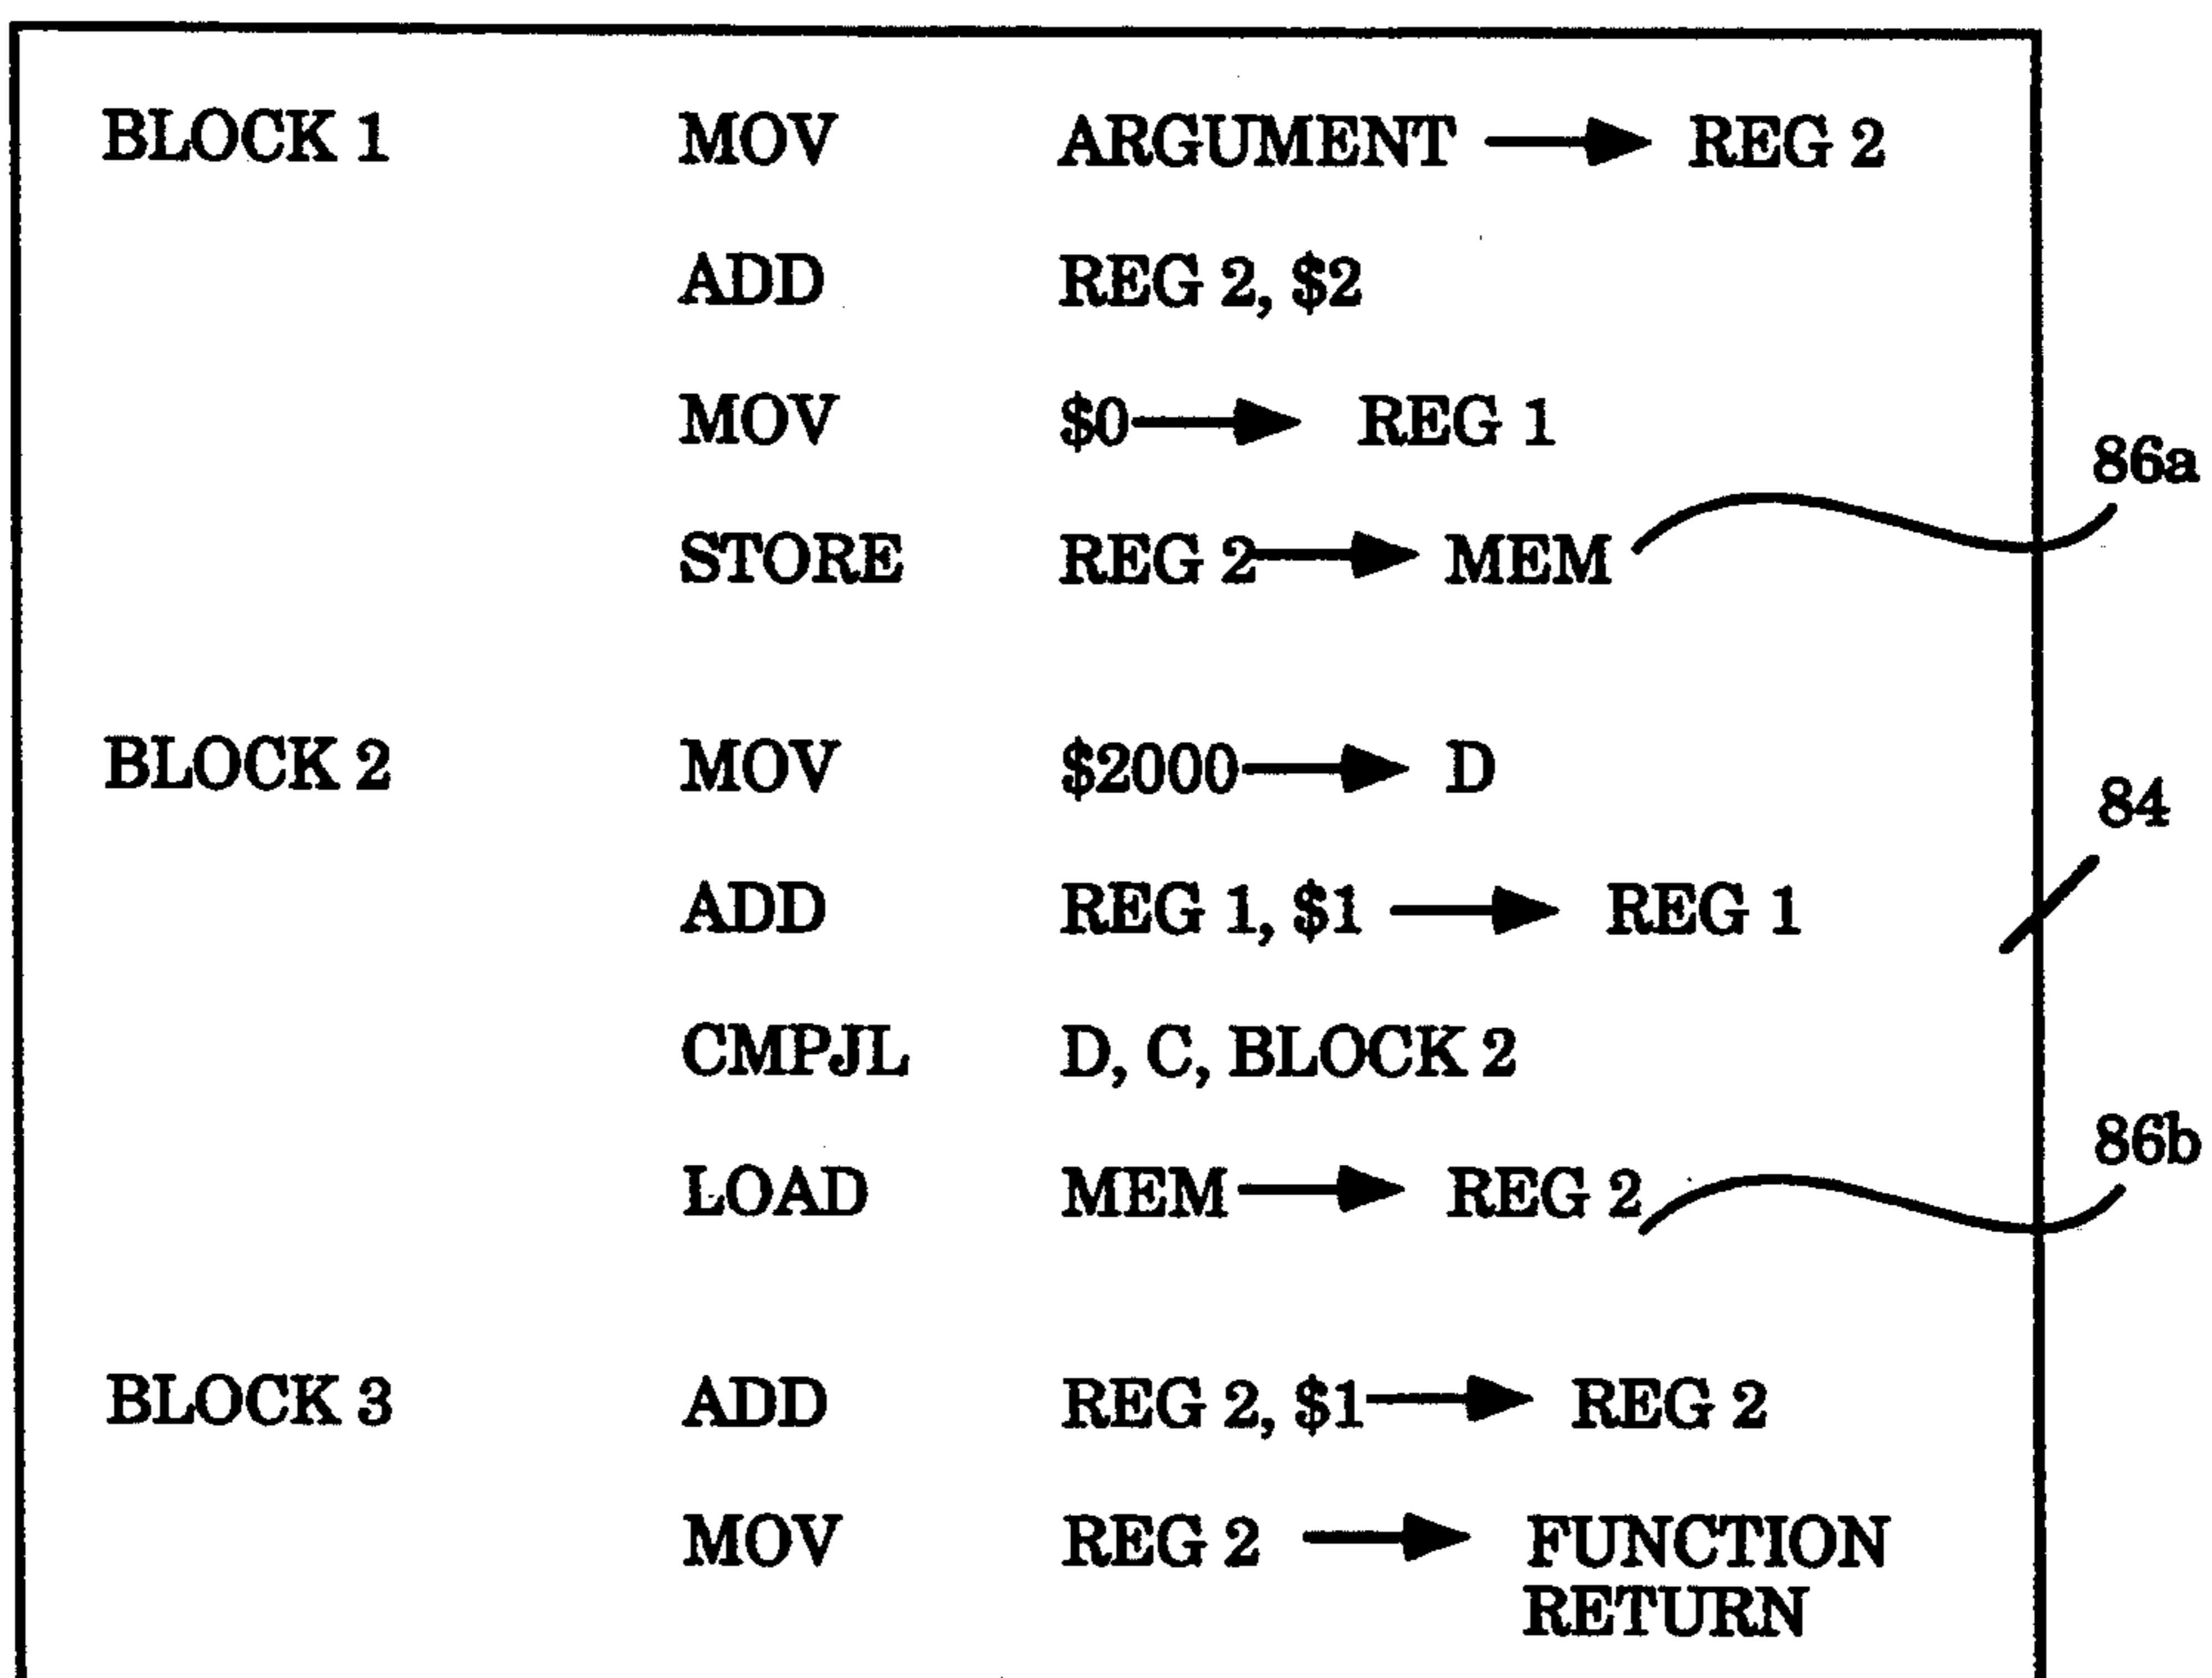 BLOCK 1 MOV ARGUMENT → REG 2
ADD REG 2, $2
MOV $0 → REG 1
86a
STORE REG 2 → MEM
BLOCK 2 MOV $2000 → D
84
ADD REG 1, $1 → REG 1
CMPJL D, C, BLOCK 2
86b
LOAD MEM → REG 2
BLOCK 3 ADD REG 2, $1 → REG 2
MOV REG 2 → FUNCTION
RETURN